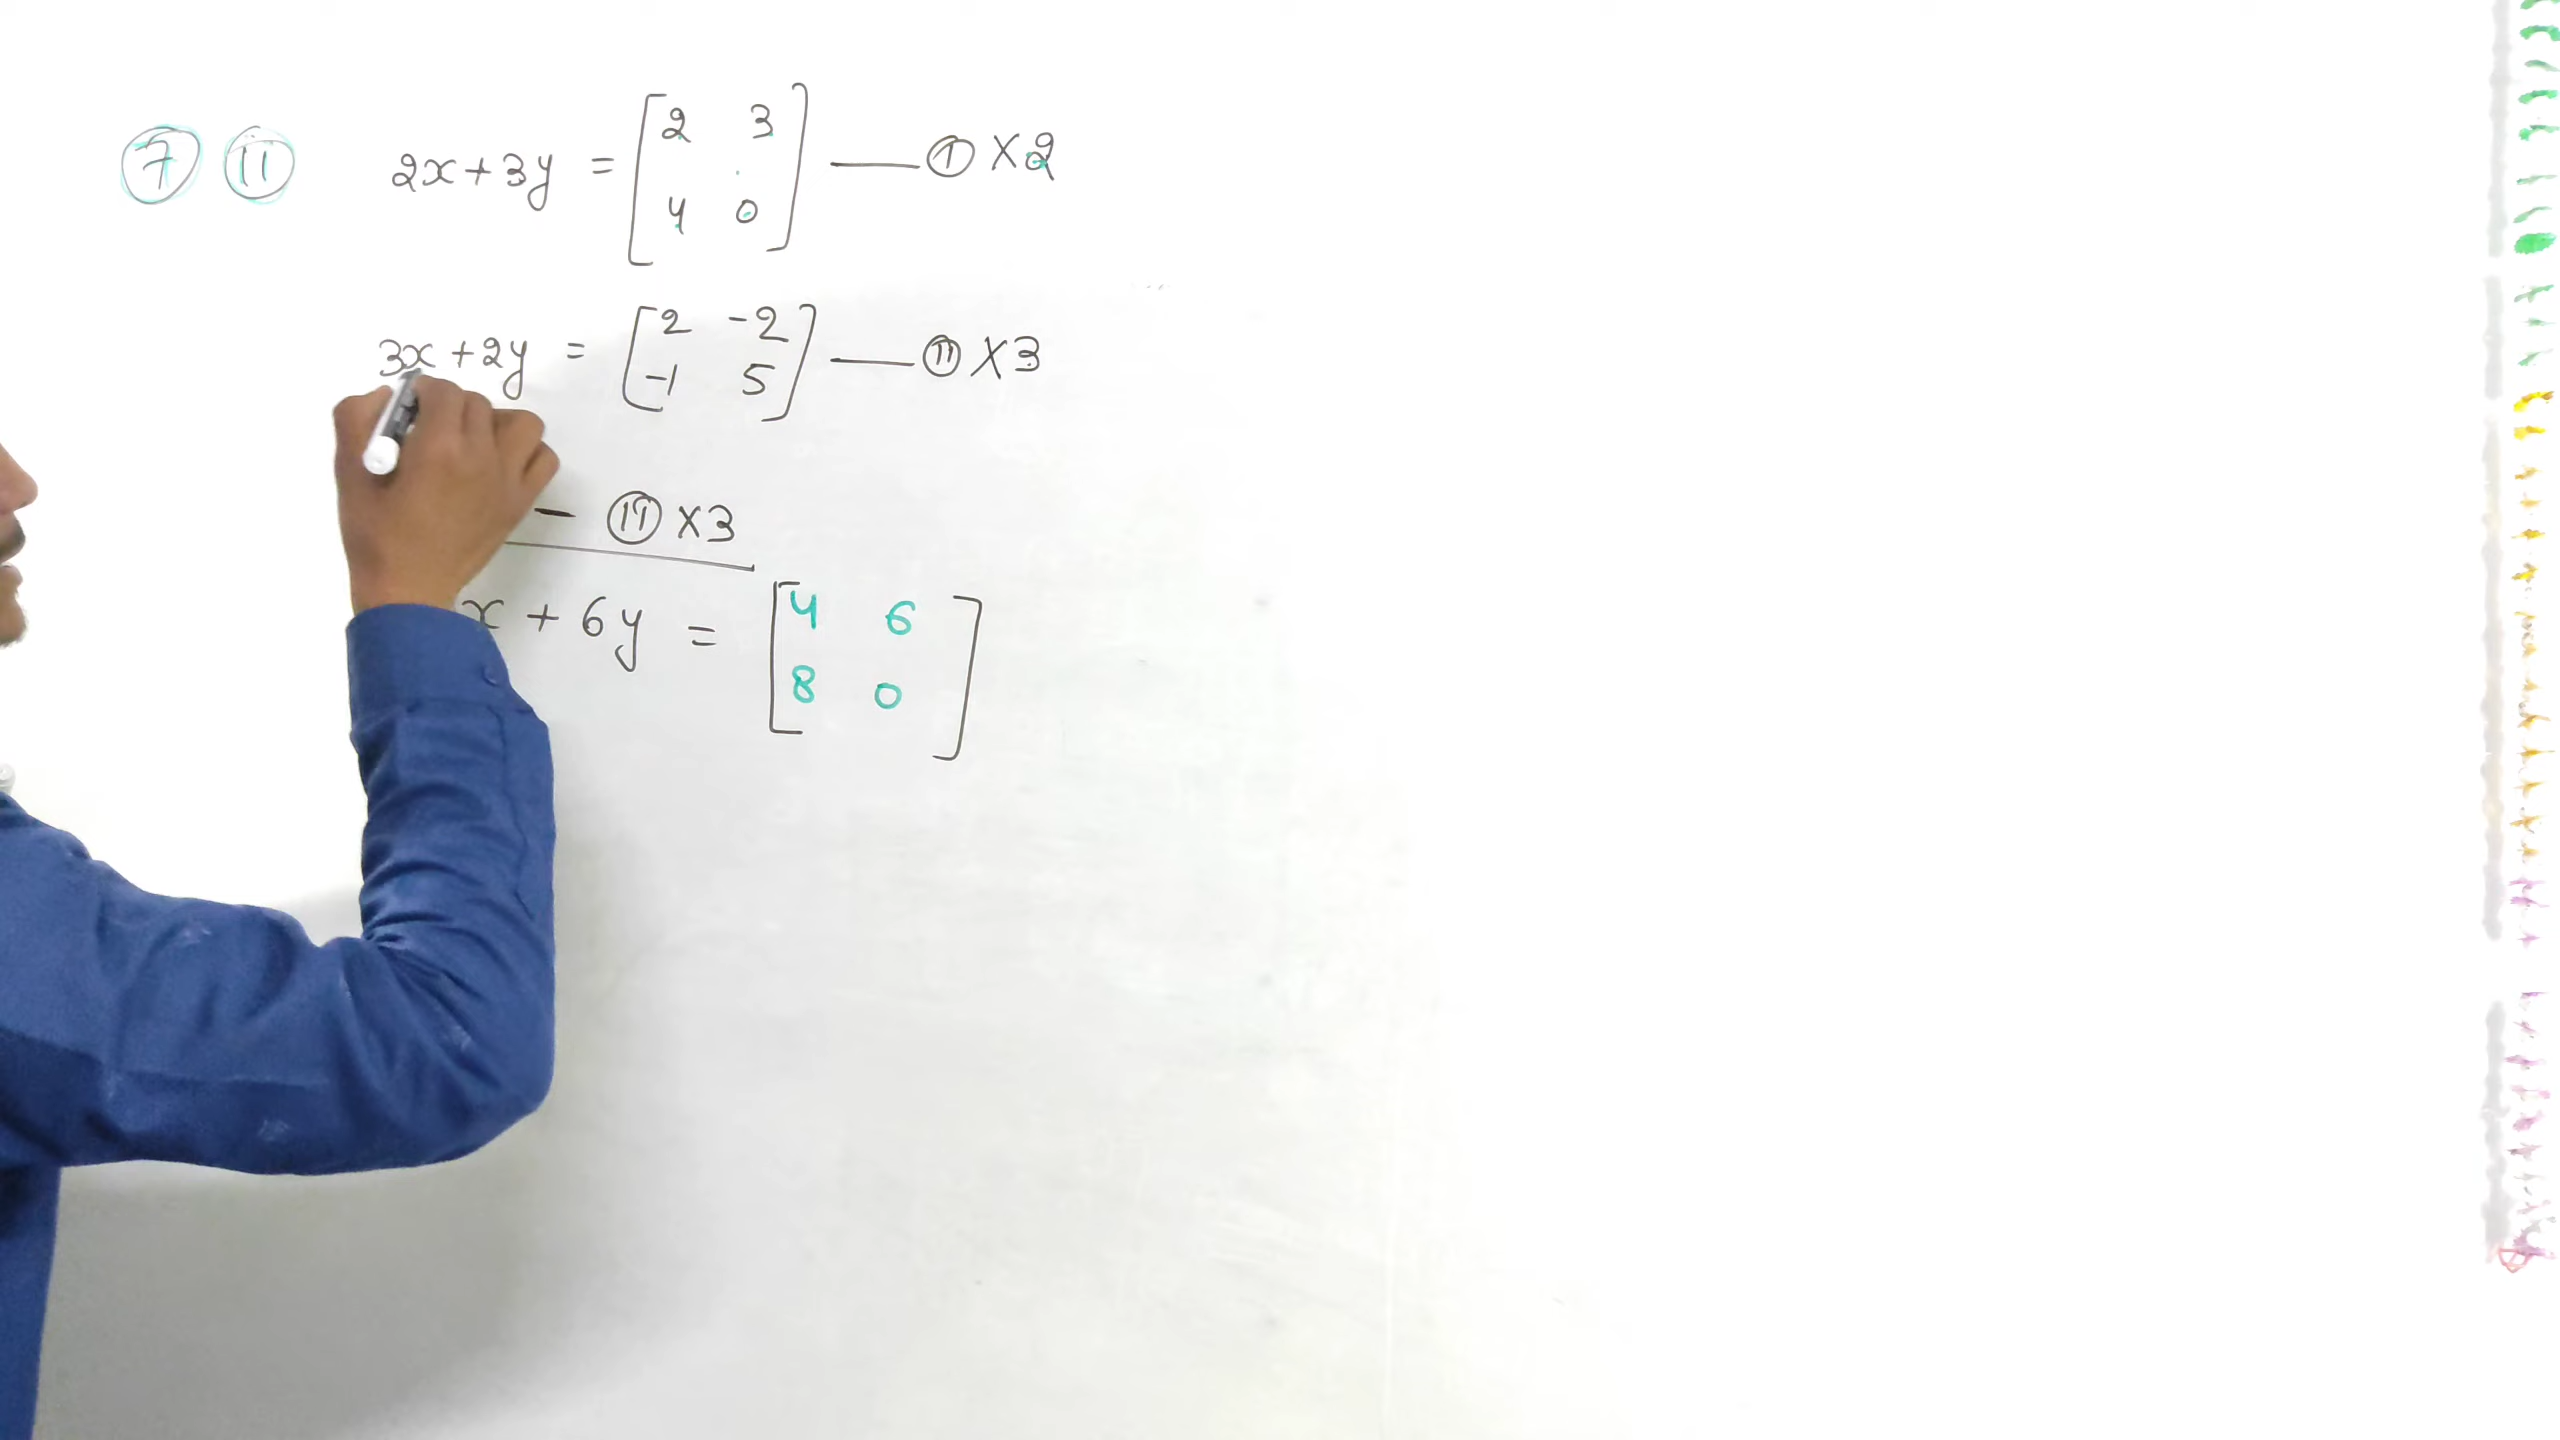 ⑦ ⑪ 2x+3y = [2 3
4 0] — ① ×2
3x+2y = [2 -2
-1 5] — ⑪ ×3
- ⑪ ×3
x + 6y = [4 6
8 0]